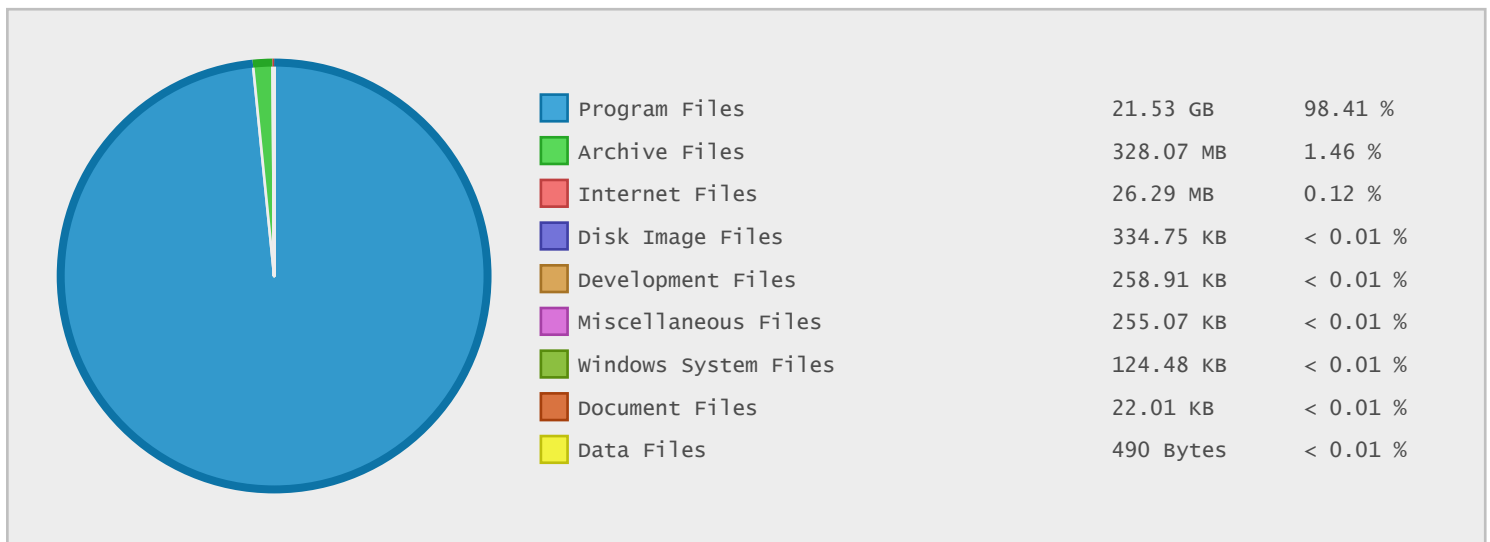 Program Files 21.53 GB 98.41 %
Archive Files 328.07 MB 1.46 %
Internet Files 26.29 MB 0.12 %
Disk Image Files 334.75 KB < 0.01 %
Development Files 258.91 KB < 0.01 %
Miscellaneous Files 255.07 KB < 0.01 %
Windows System Files 124.48 KB < 0.01 %
Document Files 22.01 KB < 0.01 %
Data Files 490 Bytes < 0.01 %